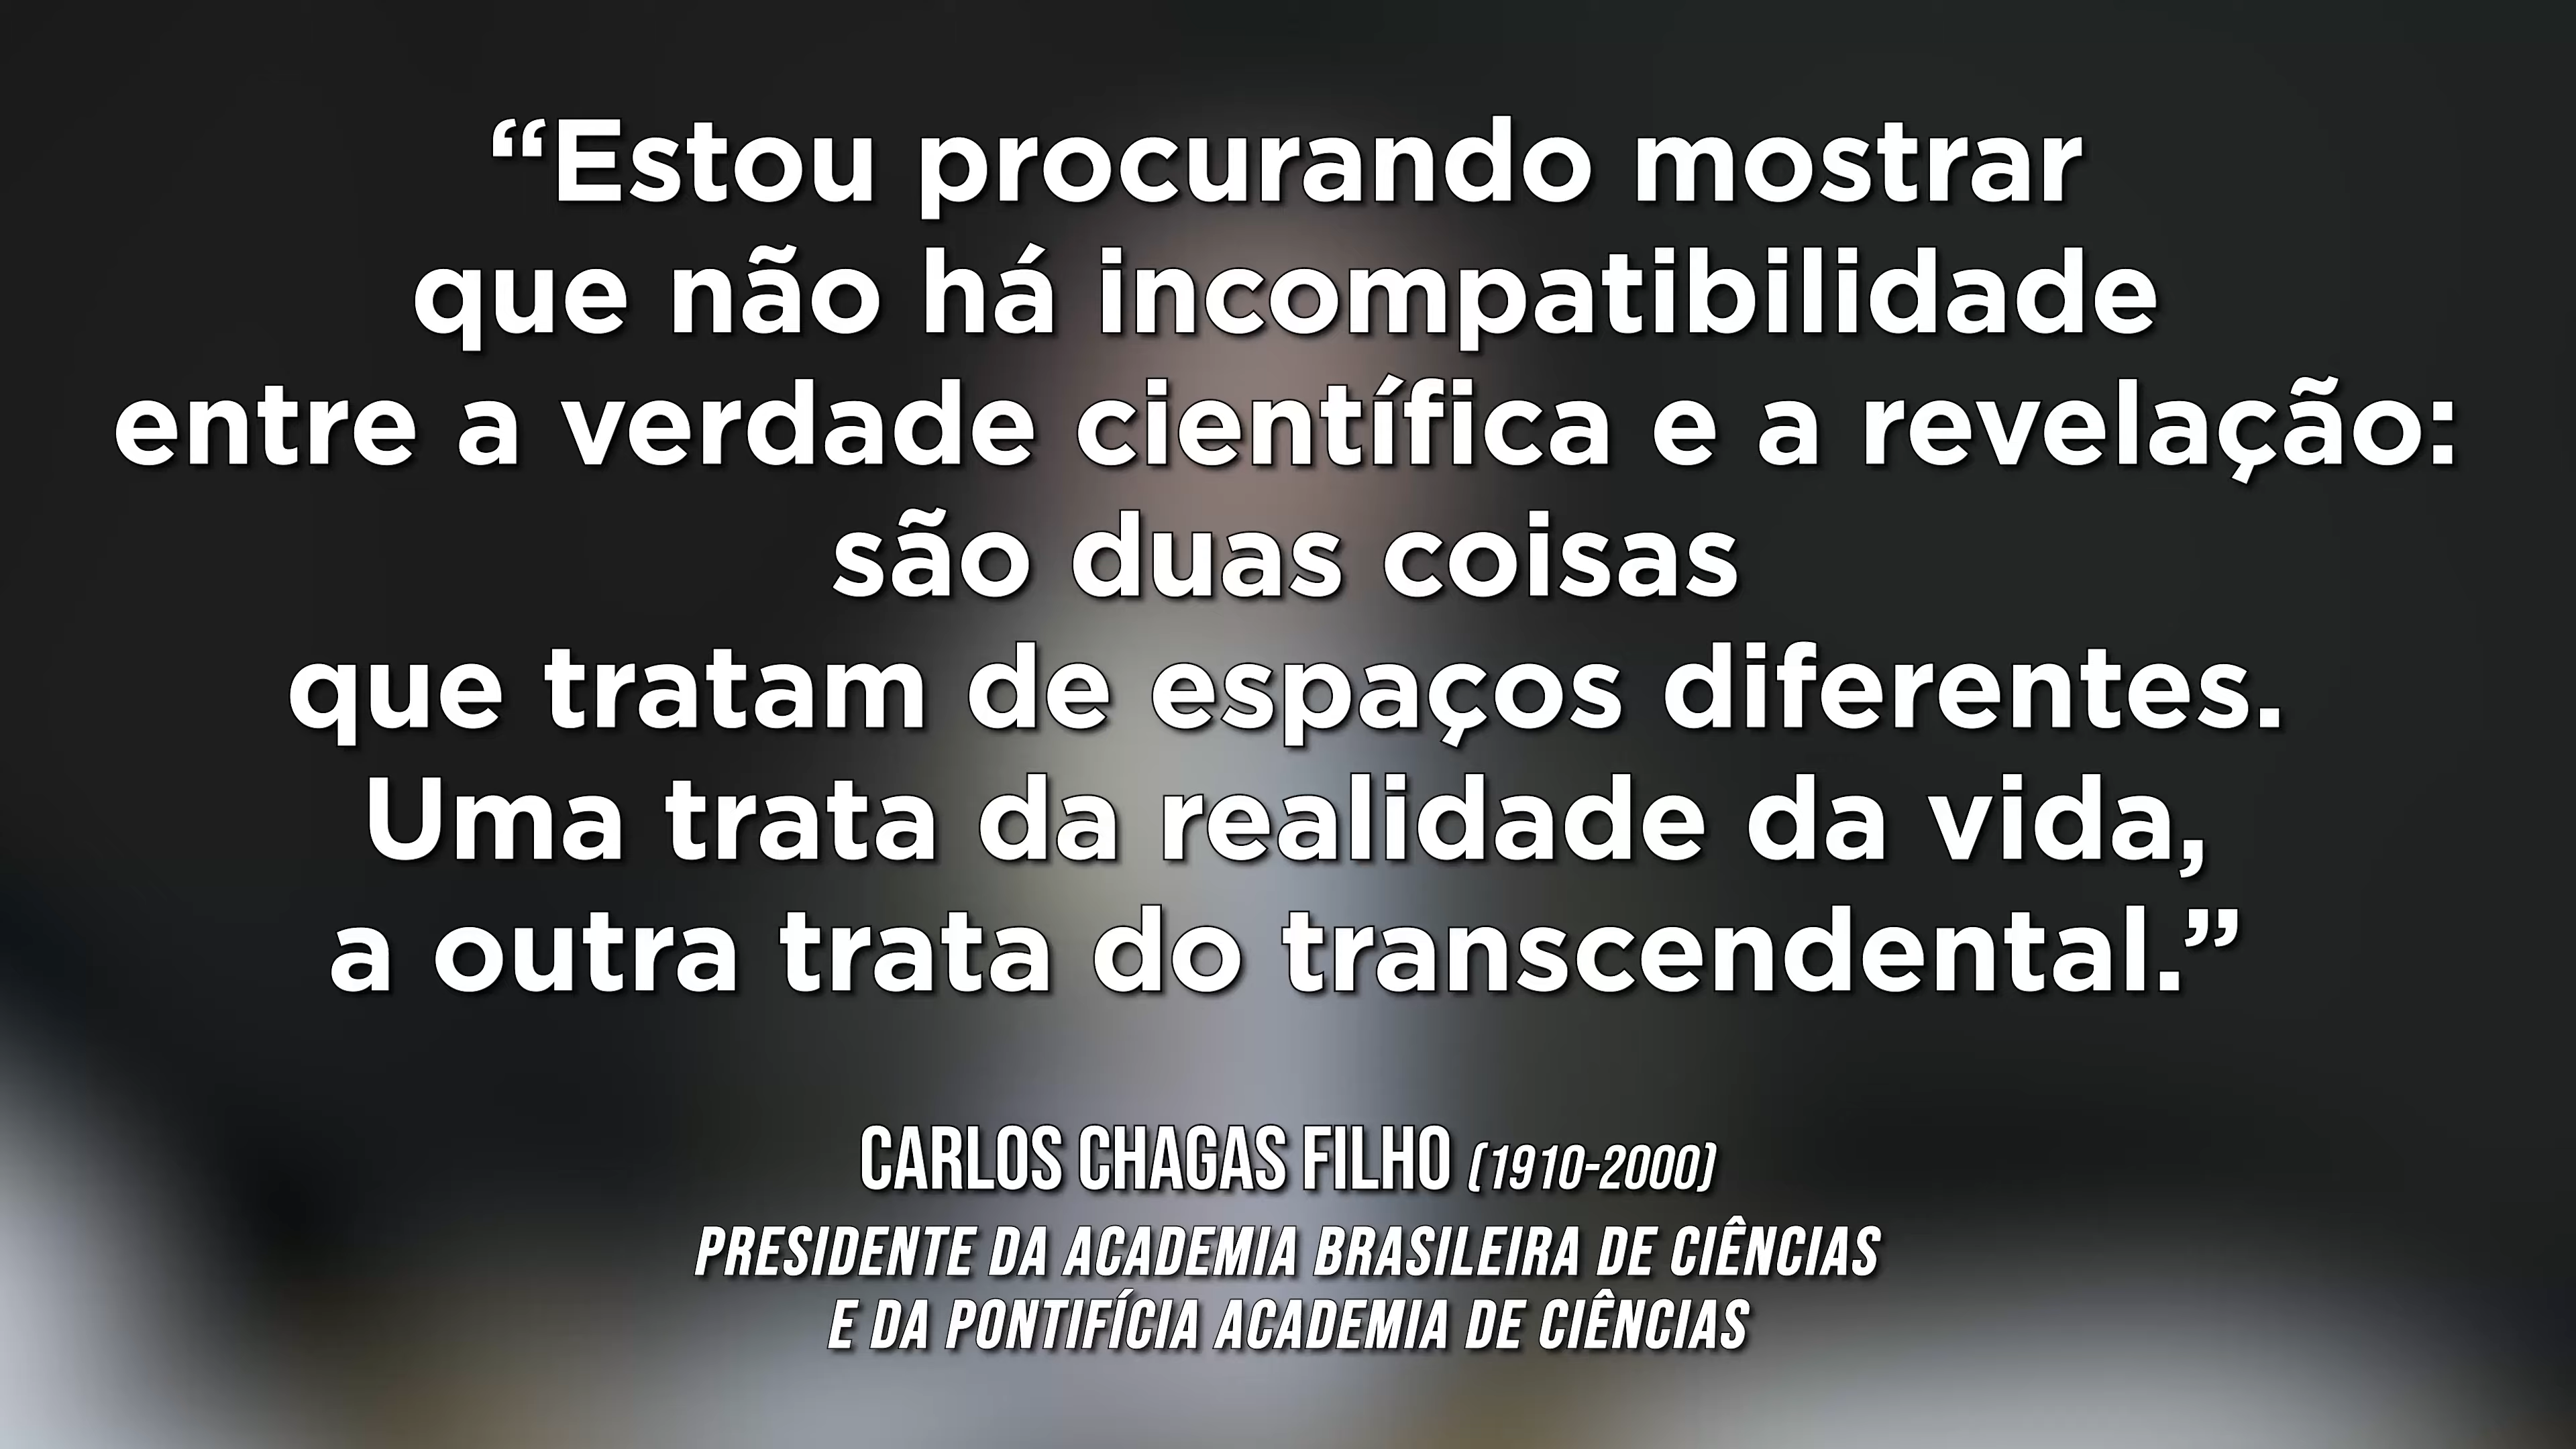 “Estou procurando mostrar
que não há incompatibilidade
entre a verdade científica e a revelação:
são duas coisas
que tratam de espaços diferentes.
Uma trata da realidade da vida,
a outra trata do transcendental.”
CARLOS CHAGAS FILHO (1910-2000)
PRESIDENTE DA ACADEMIA BRASILEIRA DE CIÊNCIAS
E DA PONTIFÍCIA ACADEMIA DE CIÊNCIAS